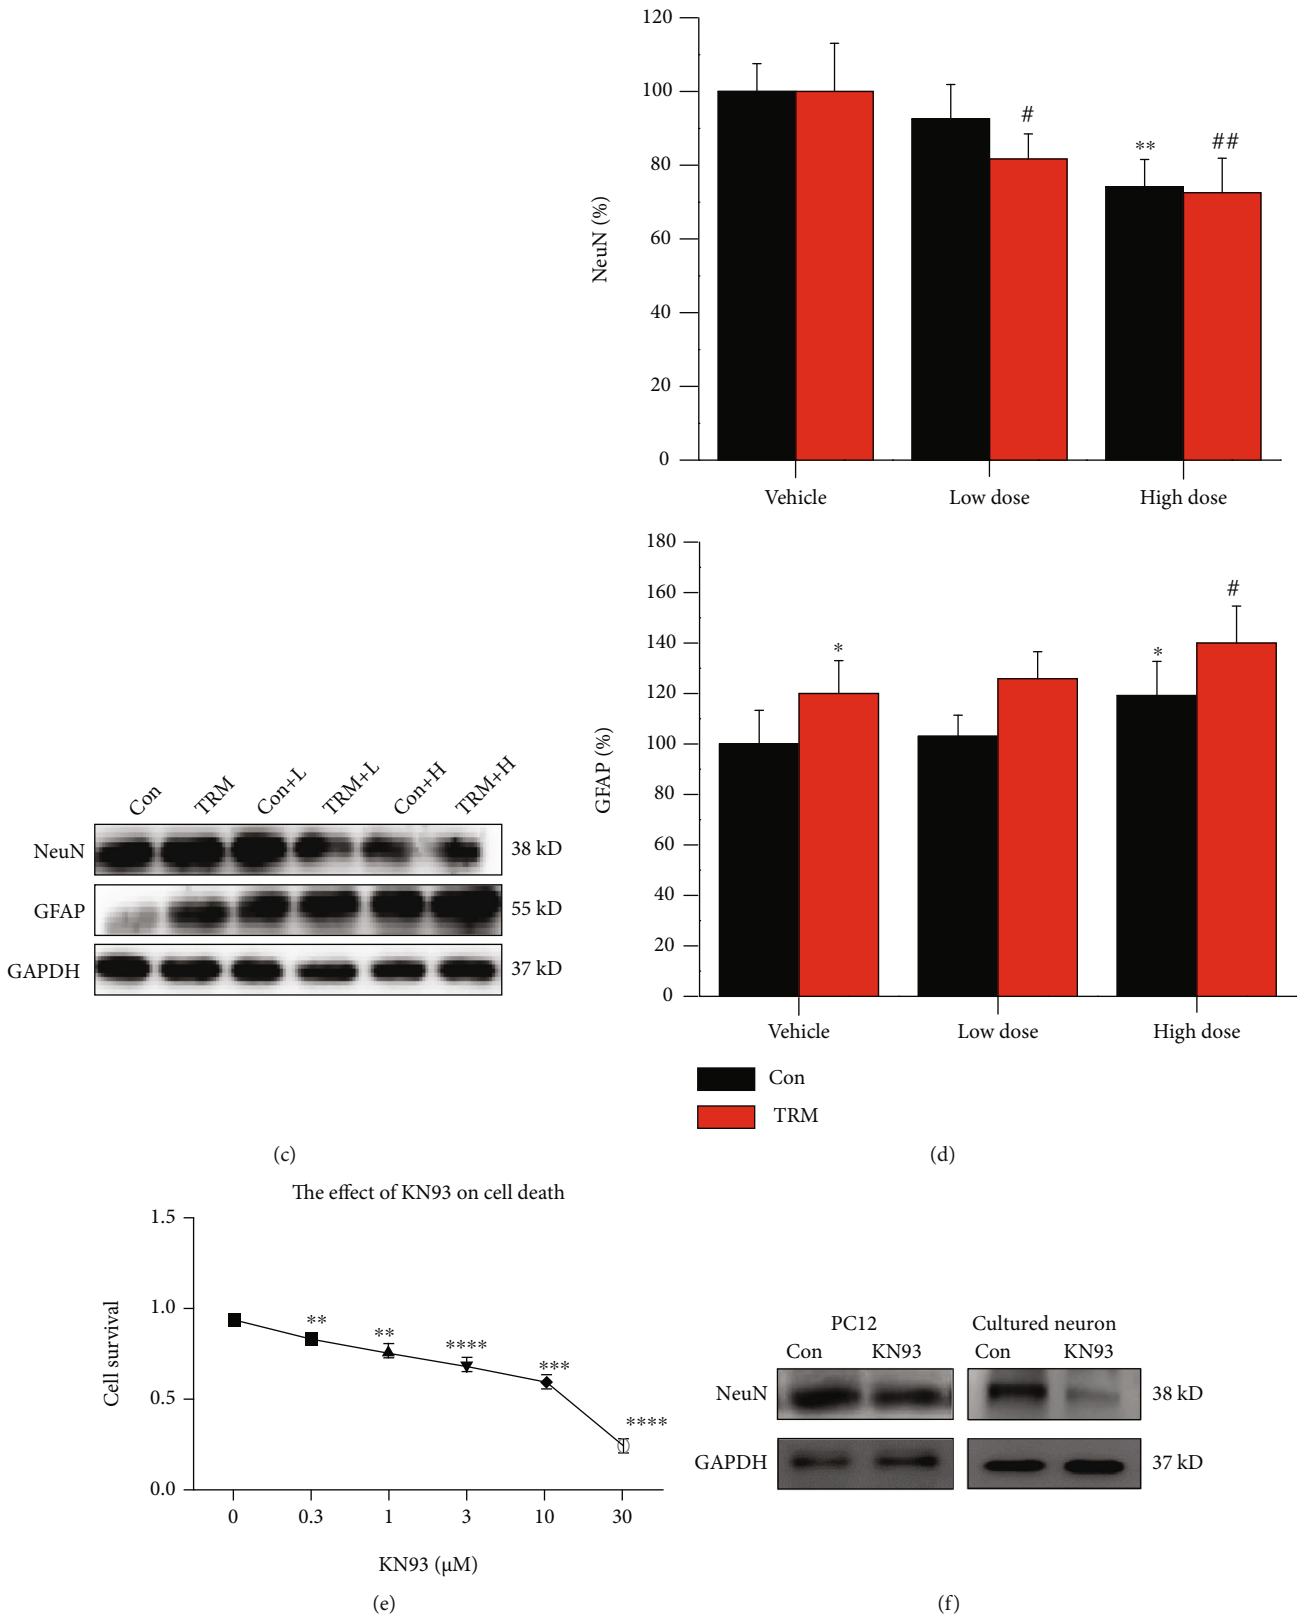 120
100
80
60
40
20
0
NeuN (%)
#
**
##
Vehicle Low dose High dose
180
160
140
120
100
80
60
40
20
0
GFAP (%)
*
*
#
Vehicle Low dose High dose
Con
TRM
Con TRM Con+L TRM+L Con+H TRM+H
NeuN 38 kD
GFAP 55 kD
GAPDH 37 kD
(c)
(d)
The effect of KN93 on cell death
1.5
1.0
0.5
0.0
Cell survival
**
**
****
***
****
0 0.3 1 3 10 30
KN93 (μM)
(e)
PC12 Cultured neuron
Con KN93 Con KN93
NeuN 38 kD
GAPDH 37 kD
(f)